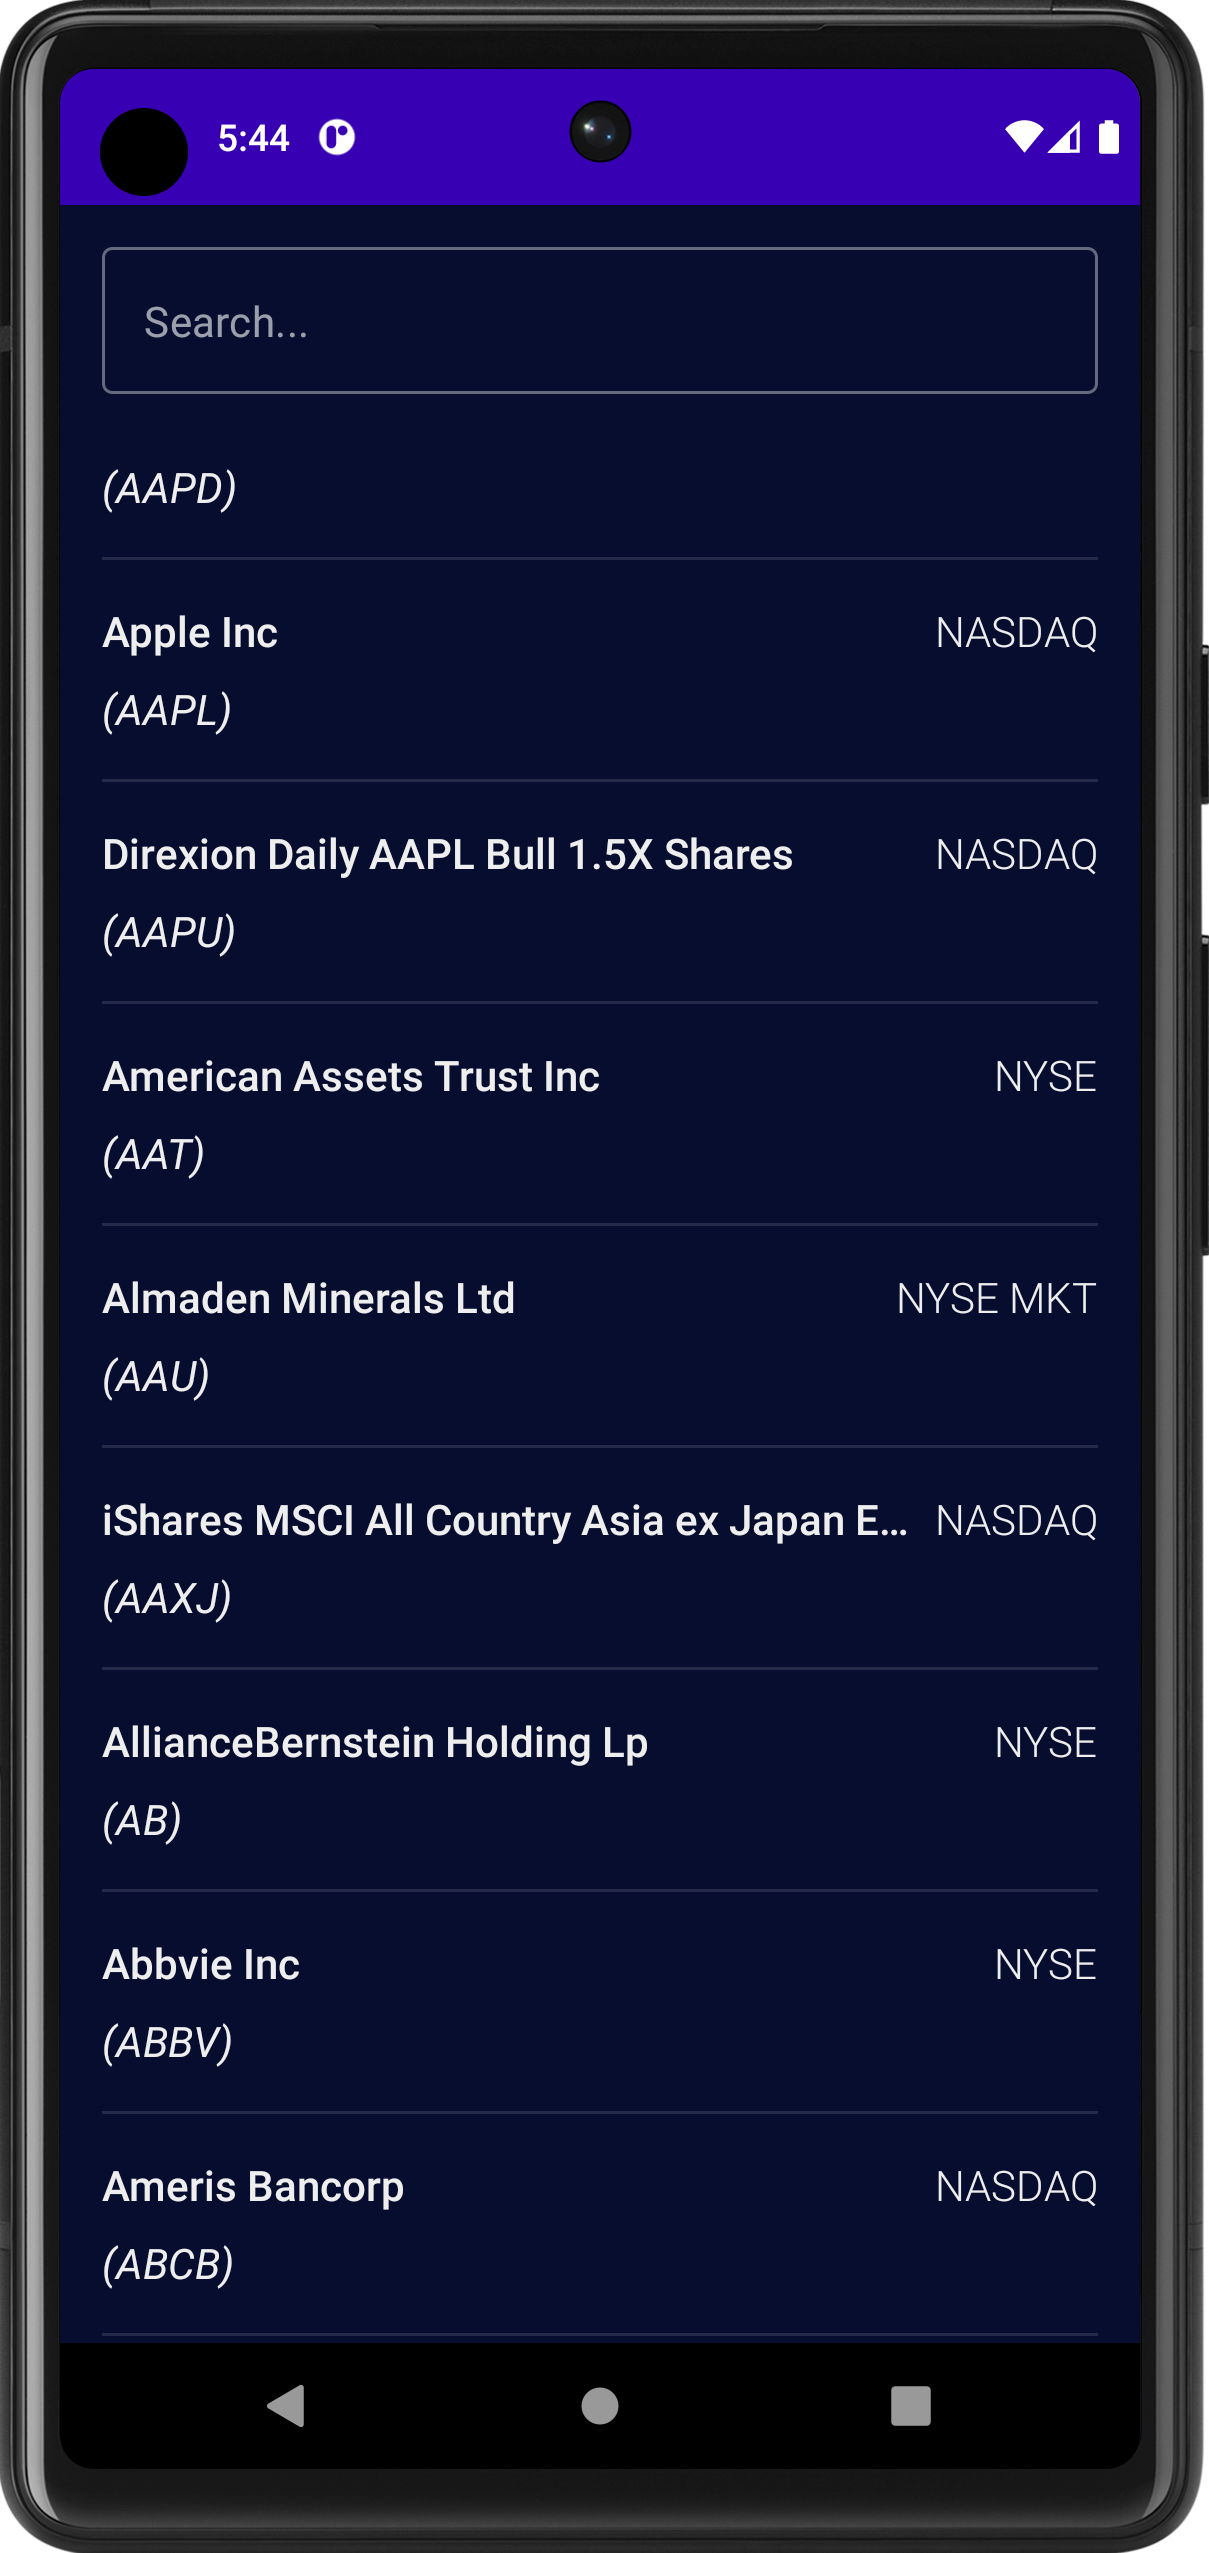 5:44
Search...
(AAPD)
Apple Inc NASDAQ
(AAPL)
Direxion Daily AAPL Bull 1.5X Shares NASDAQ
(AAPU)
American Assets Trust Inc NYSE
(AAT)
Almaden Minerals Ltd NYSE MKT
(AAU)
iShares MSCI All Country Asia ex Japan E... NASDAQ
(AAXJ)
AllianceBernstein Holding Lp NYSE
(AB)
Abbvie Inc NYSE
(ABBV)
Ameris Bancorp NASDAQ
(ABCB)